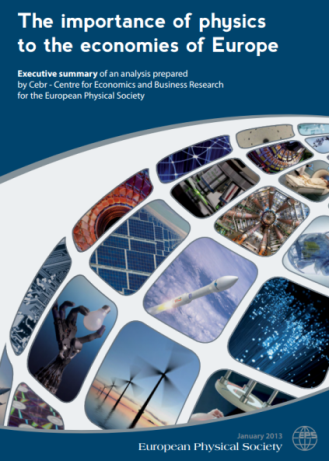 The importance of physics
to the economies of Europe
Executive summary of an analysis prepared
by Cebr - Centre for Economics and Business Research
for the European Physical Society
January 2013
European Physical Society
EPS